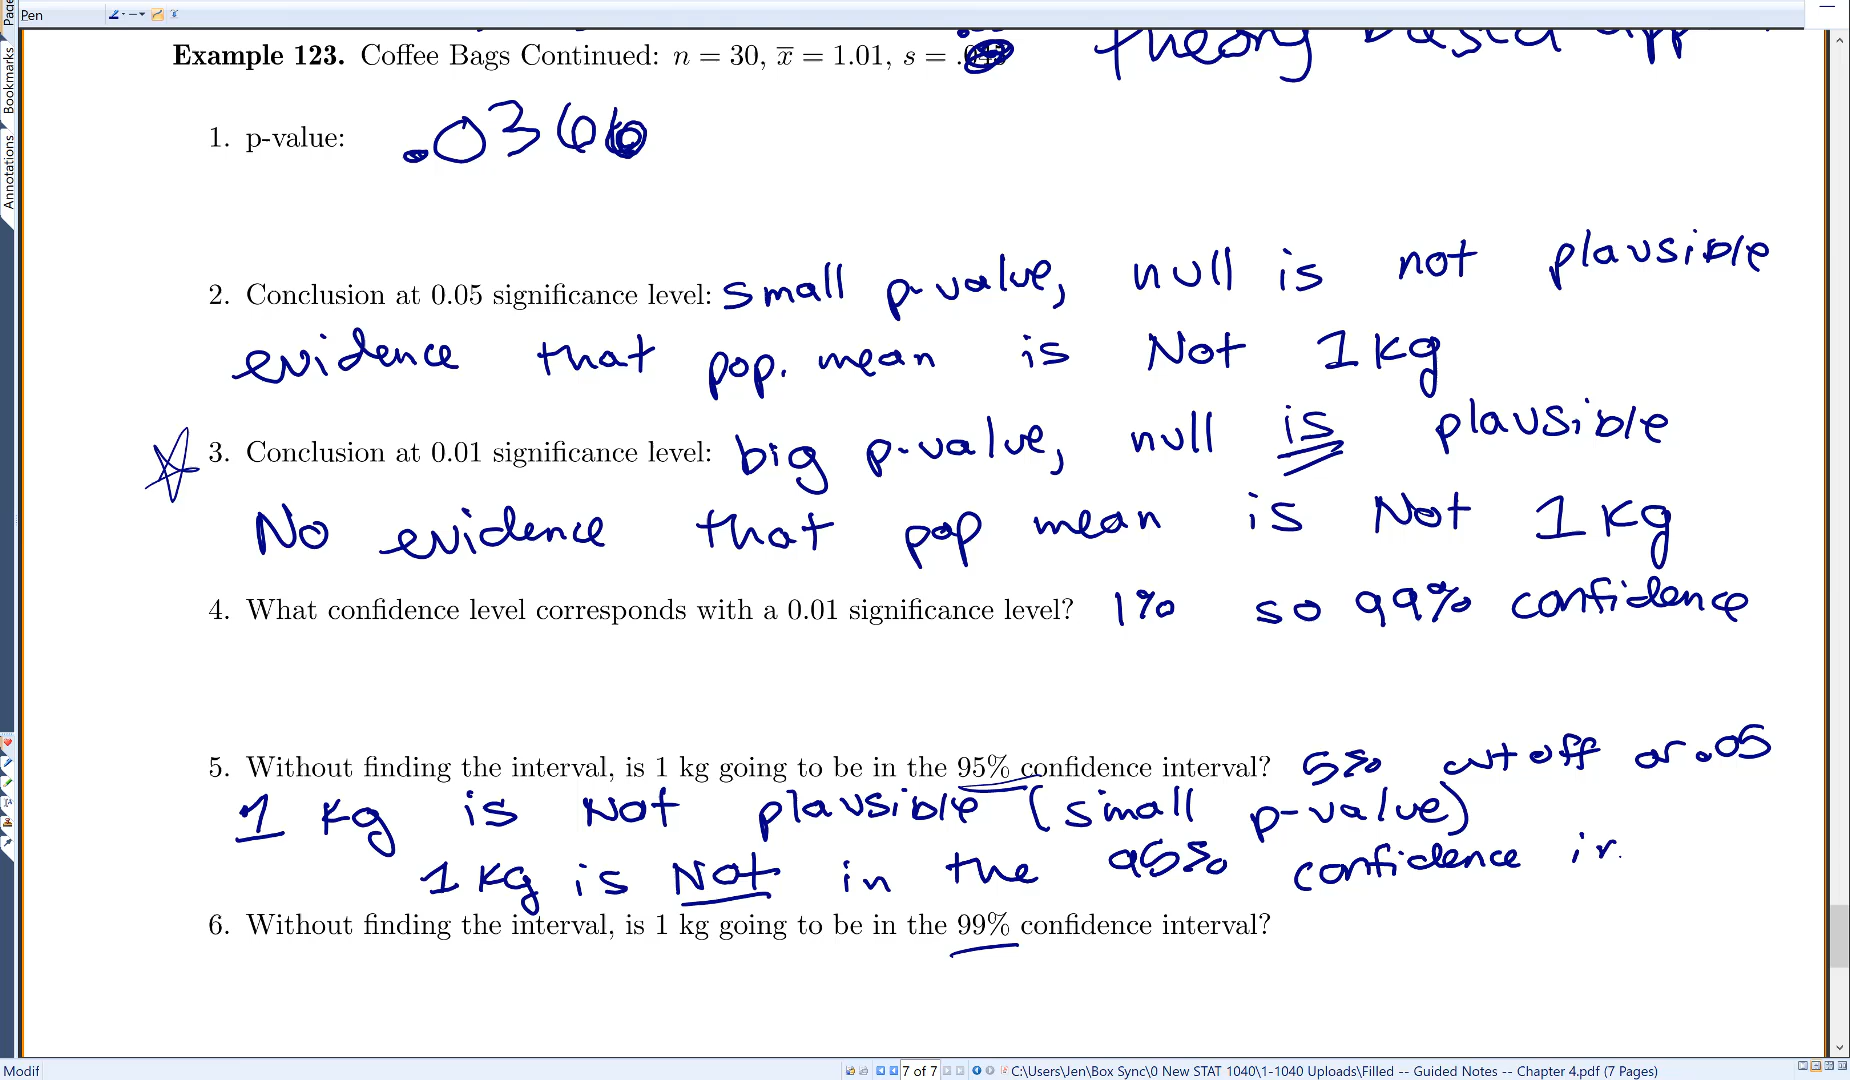 Pen
Page
Bookmarks
Annotations
theory based app
Example 123. Coffee Bags Continued: n = 30, x̅ = 1.01, s =
1. p-value: .0366
2. Conclusion at 0.05 significance level: small p-value, null is not plausible
evidence that pop. mean is Not 1 kg
3. Conclusion at 0.01 significance level: big p-value, null is plausible
No evidence that pop mean is Not 1 kg
4. What confidence level corresponds with a 0.01 significance level? 1% so 99% confidence
5. Without finding the interval, is 1 kg going to be in the 95% confidence interval? 5% cutoff or .05
1 kg is Not plausible (small p-value)
1 kg is Not in the 95% confidence in
6. Without finding the interval, is 1 kg going to be in the 99% confidence interval?
Modif
7 of 7
C:\Users\Jen\Box Sync\0 New STAT 1040\1-1040 Uploads\Filled -- Guided Notes -- Chapter 4.pdf (7 Pages)